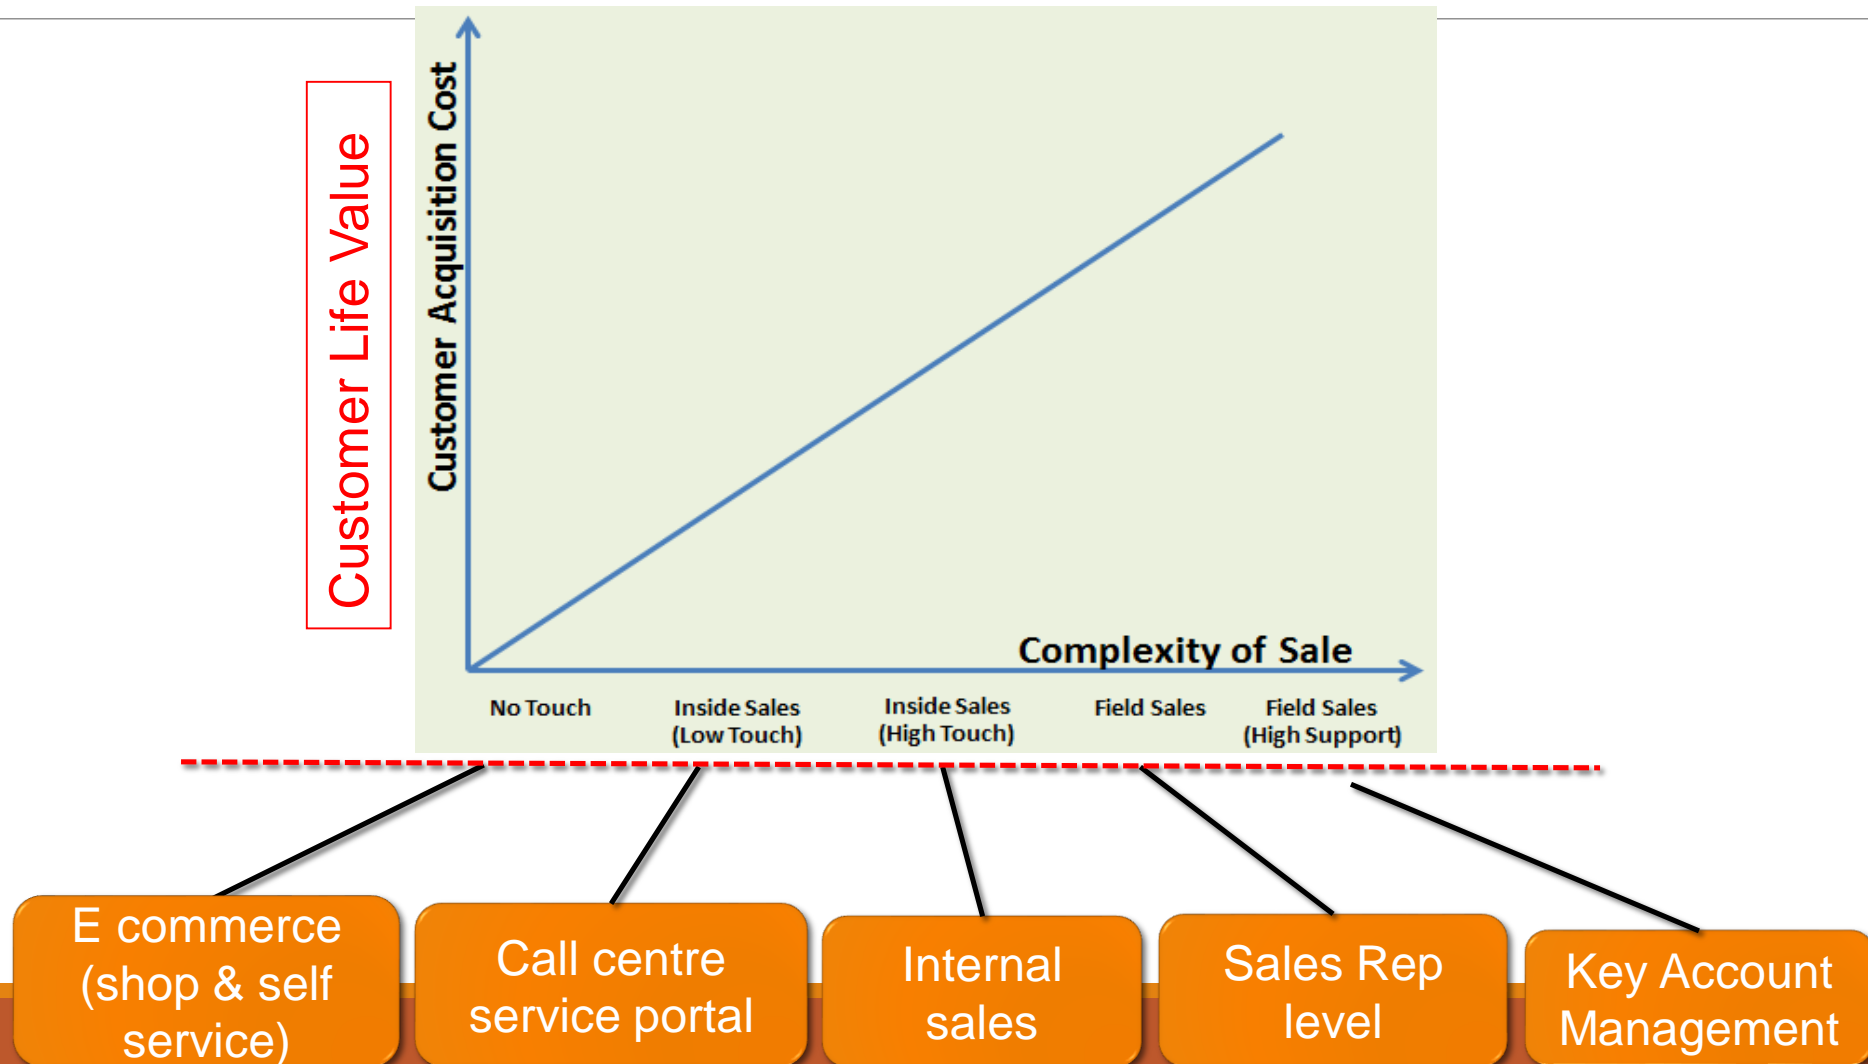 Customer Life Value
Customer Acquisition Cost
Complexity of Sale
No Touch
Inside Sales
(Low Touch)
Inside Sales
(High Touch)
Field Sales
Field Sales
(High Support)
E commerce
(shop & self
service)
Call centre
service portal
Internal
sales
Sales Rep
level
Key Account
Management